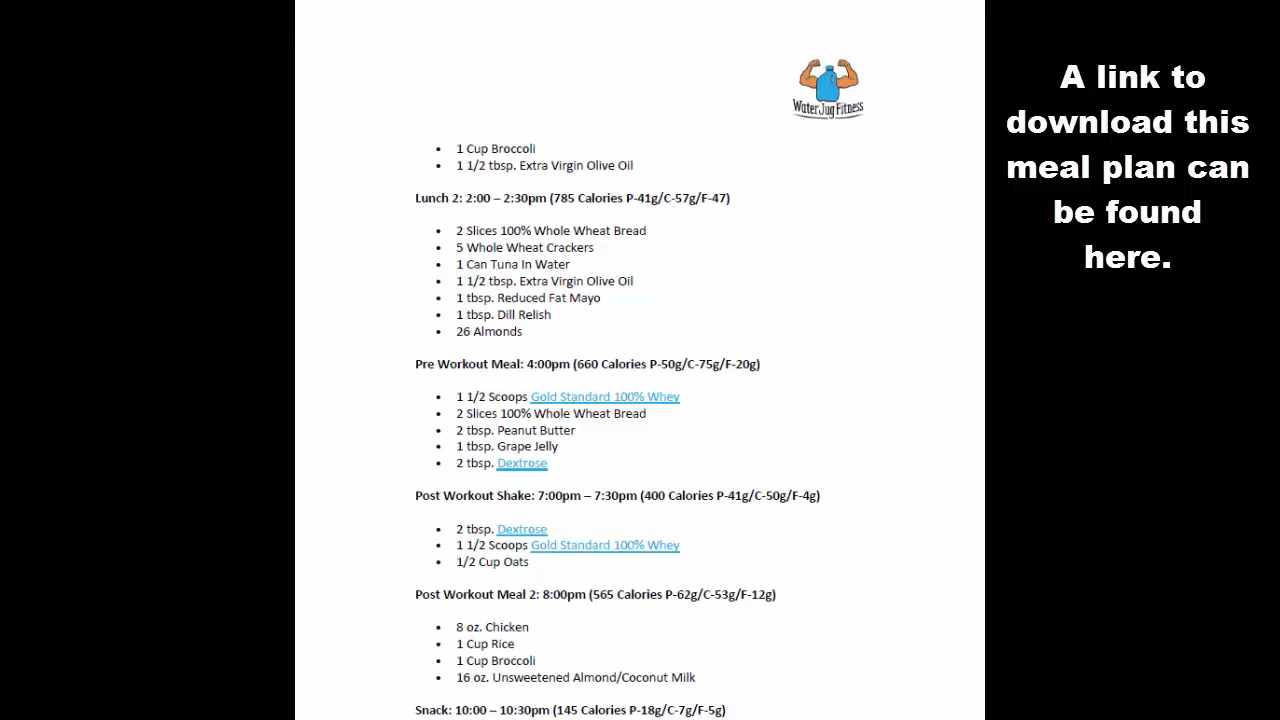 Water Jug Fitness
• 1 Cup Broccoli
• 1 1/2 tbsp. Extra Virgin Olive Oil
Lunch 2: 2:00 – 2:30pm (785 Calories P-41g/C-57g/F-47)
• 2 Slices 100% Whole Wheat Bread
• 5 Whole Wheat Crackers
• 1 Can Tuna In Water
• 1 1/2 tbsp. Extra Virgin Olive Oil
• 1 tbsp. Reduced Fat Mayo
• 1 tbsp. Dill Relish
• 26 Almonds
Pre Workout Meal: 4:00pm (660 Calories P-50g/C-75g/F-20g)
• 1 1/2 Scoops Gold Standard 100% Whey
• 2 Slices 100% Whole Wheat Bread
• 2 tbsp. Peanut Butter
• 1 tbsp. Grape Jelly
• 2 tbsp. Dextrose
Post Workout Shake: 7:00pm – 7:30pm (400 Calories P-41g/C-50g/F-4g)
• 2 tbsp. Dextrose
• 1 1/2 Scoops Gold Standard 100% Whey
• 1/2 Cup Oats
Post Workout Meal 2: 8:00pm (565 Calories P-62g/C-53g/F-12g)
• 8 oz. Chicken
• 1 Cup Rice
• 1 Cup Broccoli
• 16 oz. Unsweetened Almond/Coconut Milk
Snack: 10:00 – 10:30pm (145 Calories P-18g/C-7g/F-5g)
A link to
download this
meal plan can
be found
here.